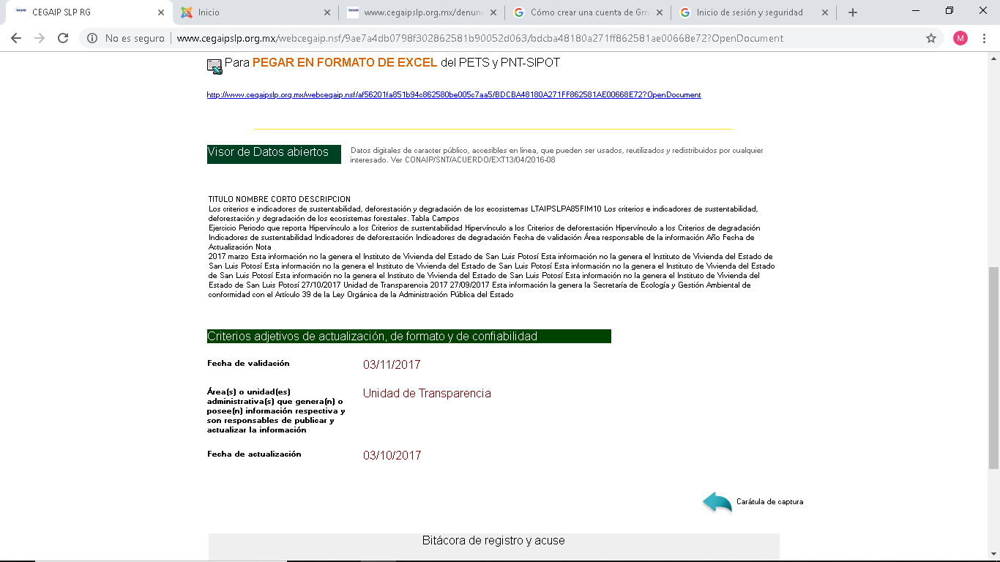 CEGAIP SLP RG
Inicio
www.cegaipslp.org.mx/denunc
Cómo crear una cuenta de Gm
Inicio de sesión y seguridad
No es seguro
www.cegaipslp.org.mx/webcegaip.nsf/9ae7a4db0798f302862581b90052d063/bdcba48180a271ff862581ae00668e72?OpenDocument
M
Para PEGAR EN FORMATO DE EXCEL del PETS y PNT-SIPOT
http://www.cegaipslp.org.mx/webcegaip.nsf/af56201fa851b94c862580be005c7aa5/BDCBA48180A271FF862581AE00668E72?OpenDocument
Visor de Datos abiertos
Datos digitales de caracter público, accesibles en linea, que pueden ser usados, reutilizados y redistribuidos por cualquier
interesado. Ver CONAIP/SNT/ACUERDO/EXT13/04/2016-08
TITULO NOMBRE CORTO DESCRIPCION
Los criterios e indicadores de sustentabilidad, deforestación y degradación de los ecosistemas LTAIPSLPA85FIM10 Los criterios e indicadores de sustentabilidad,
deforestación y degradación de los ecosistemas forestales. Tabla Campos
Ejercicio Periodo que reporta Hipervínculo a los Criterios de sustentabilidad Hipervínculo a los Criterios de deforestación Hipervínculo a los Criterios de degradación
Indicadores de sustentabilidad Indicadores de deforestación Indicadores de degradación Fecha de validación Área responsable de la información Año Fecha de
Actualización Nota
2017 marzo Esta información no la genera el Instituto de Vivienda del Estado de San Luis Potosí Esta información no la genera el Instituto de Vivienda del Estado de
San Luis Potosí Esta información no la genera el Instituto de Vivienda del Estado de San Luis Potosí Esta información no la genera el Instituto de Vivienda del Estado
de San Luis Potosí Esta información no la genera el Instituto de Vivienda del Estado de San Luis Potosí Esta información no la genera el Instituto de Vivienda del
Estado de San Luis Potosí 27/10/2017 Unidad de Transparencia 2017 27/09/2017 Esta información la genera la Secretaría de Ecología y Gestión Ambiental de
conformidad con el Artículo 39 de la Ley Orgánica de la Administración Pública del Estado
Criterios adjetivos de actualización, de formato y de confiabilidad
Fecha de validación
03/11/2017
Área(s) o unidad(es)
administrativa(s) que genera(n) o
posee(n) información respectiva y
son responsables de publicar y
actualizar la información
Unidad de Transparencia
Fecha de actualización
03/10/2017
Carátula de captura
Bitácora de registro y acuse